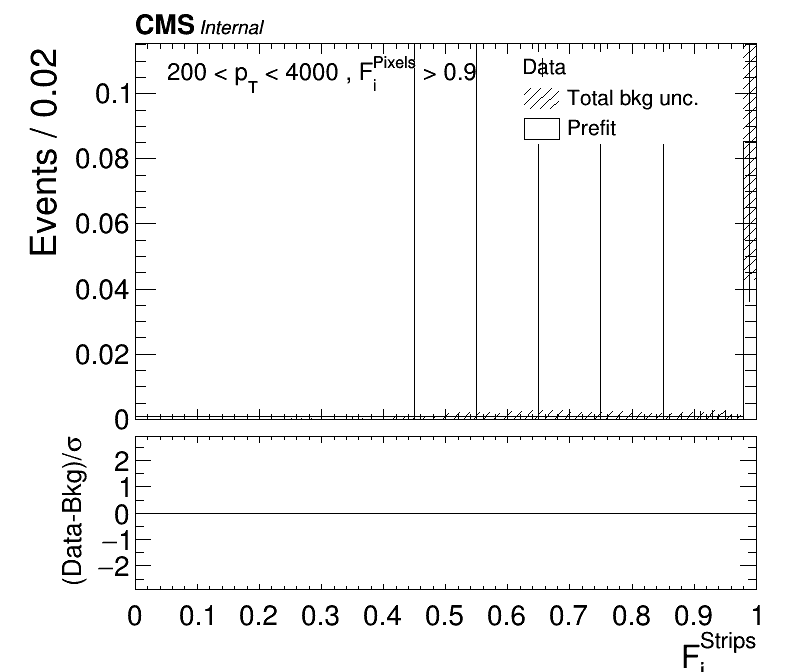 CMS Internal
200 < p_T < 4000 , F_i^Pixels > 0.9
Data
Total bkg unc.
Prefit
Events / 0.02
0.1
0.08
0.06
0.04
0.02
0
(Data-Bkg)/σ
2
1
0
−1
−2
0 0.1 0.2 0.3 0.4 0.5 0.6 0.7 0.8 0.9 1
F_i^Strips